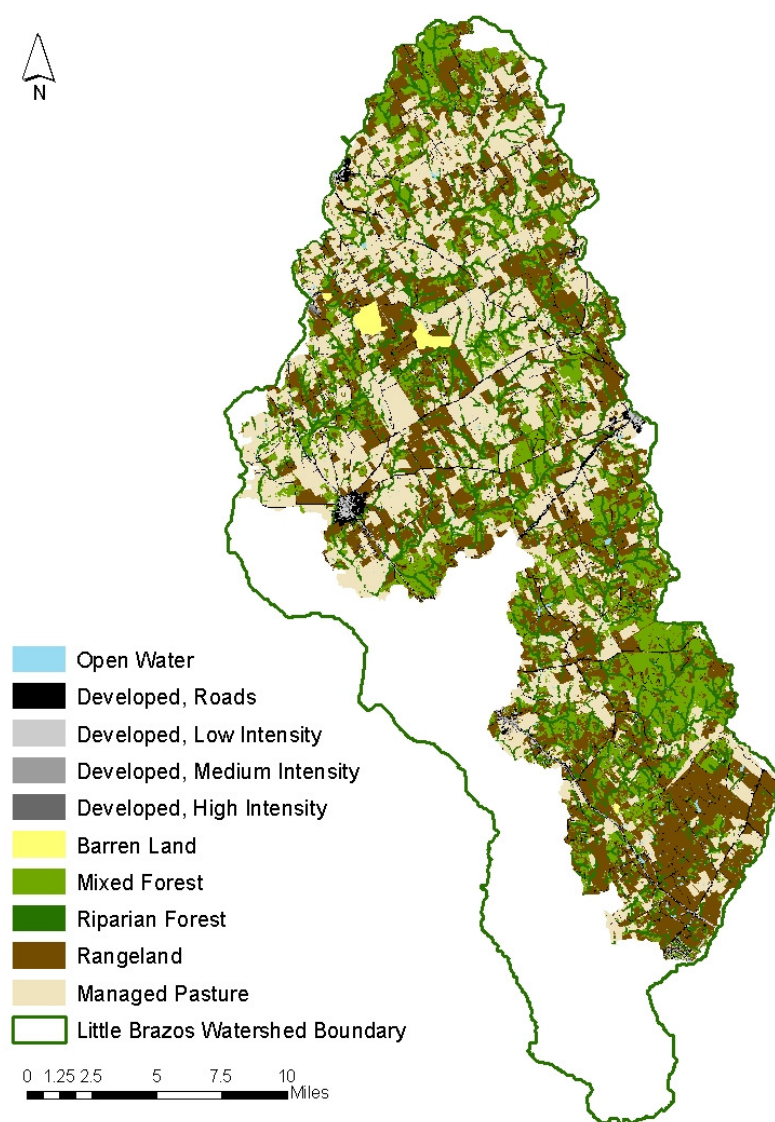 N
Open Water
Developed, Roads
Developed, Low Intensity
Developed, Medium Intensity
Developed, High Intensity
Barren Land
Mixed Forest
Riparian Forest
Rangeland
Managed Pasture
Little Brazos Watershed Boundary
0 1.25 2.5 5 7.5 10
Miles